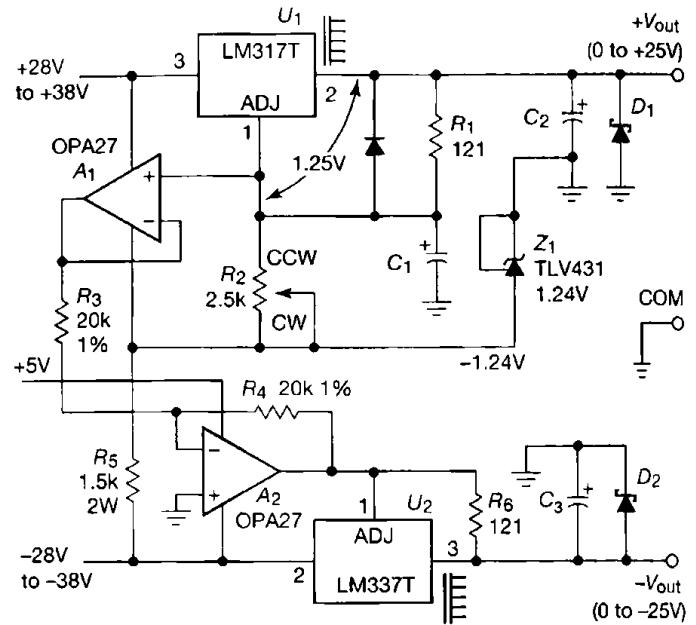 U1
+28V
to +38V
3
LM317T
ADJ
2
1
+Vout
(0 to +25V)
OPA27
A1
+
−
1.25V
R1
121
C2
+
D1
R2
2.5k
CCW
CW
+
C1
Z1
TLV431
1.24V
COM
R3
20k
1%
−1.24V
+5V
R4 20k 1%
R5
1.5k
2W
−
+
A2
OPA27
1
U2
ADJ
R6
121
C3
+
D2
−28V
to −38V
2
LM337T
3
−Vout
(0 to −25V)